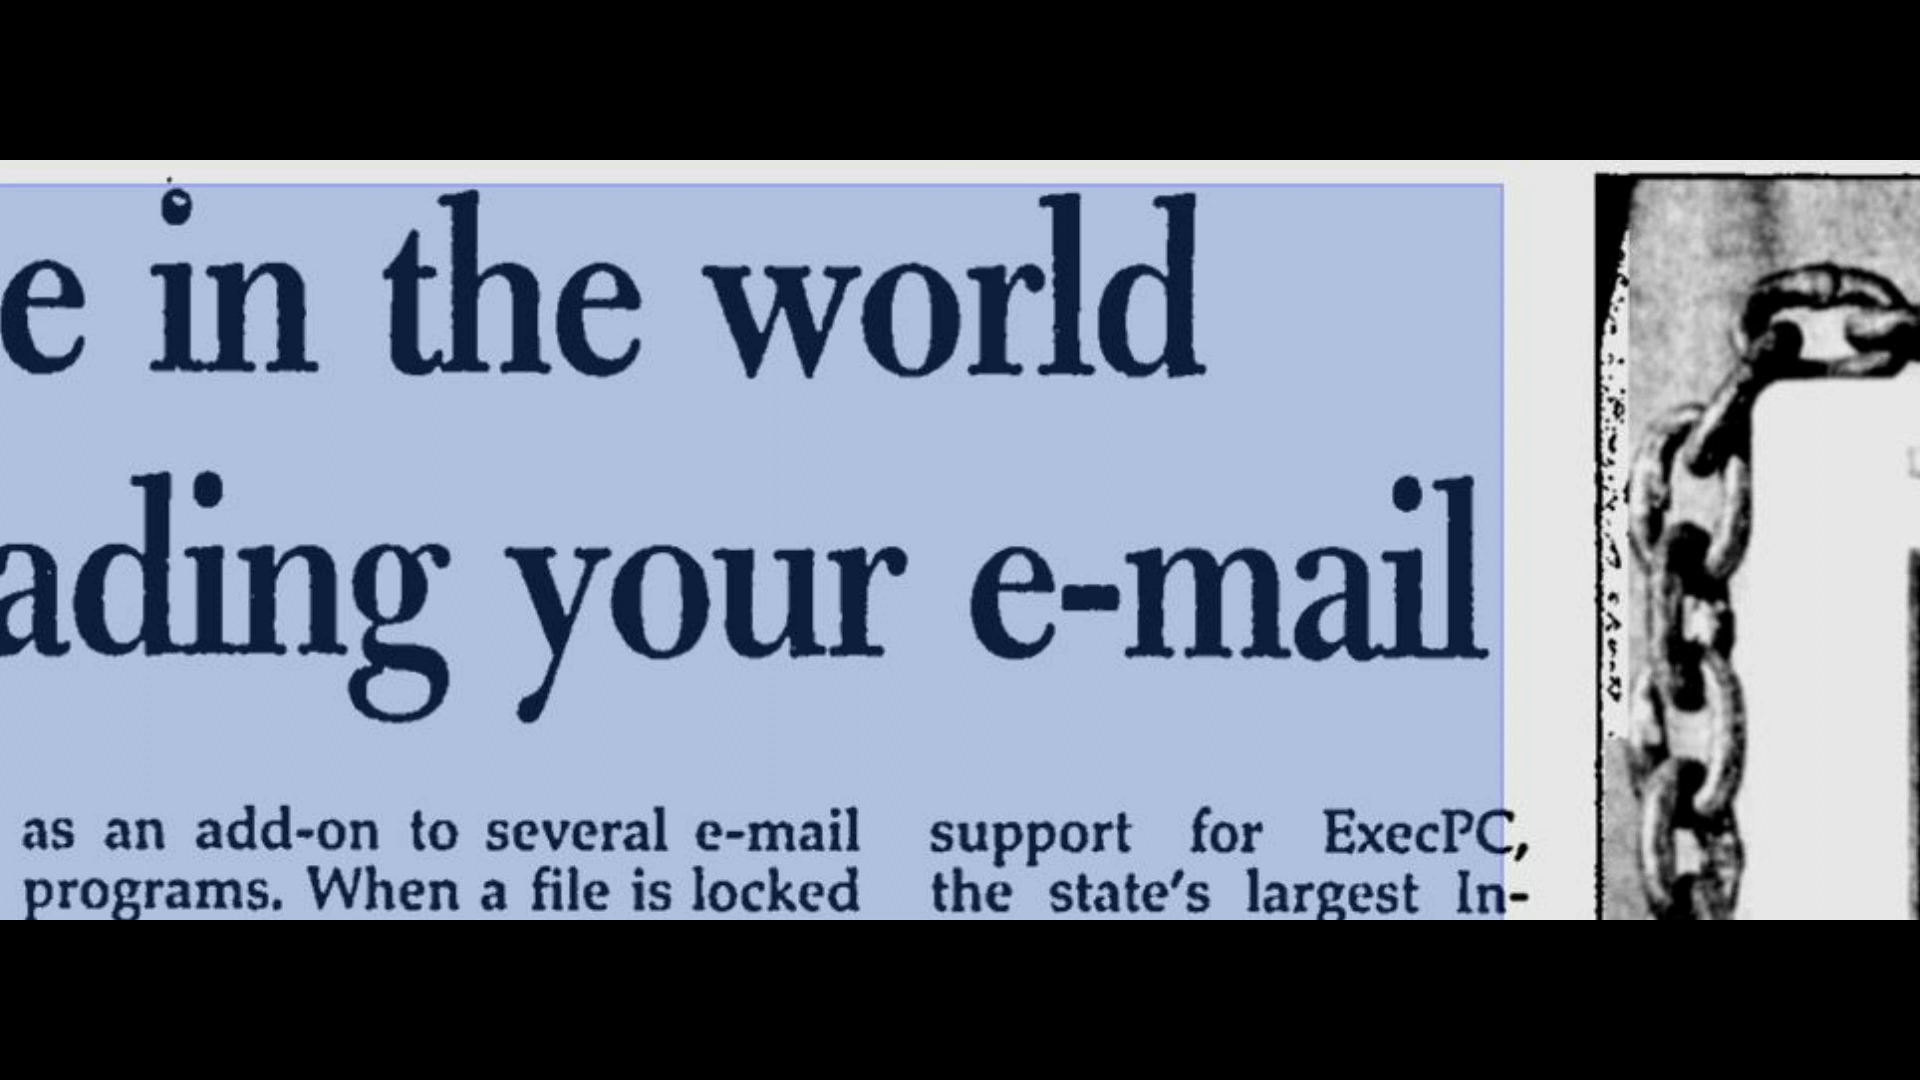 e in the world
ading your e-mail
as an add-on to several e-mail
programs. When a file is locked
support for ExecPC,
the state's largest In-